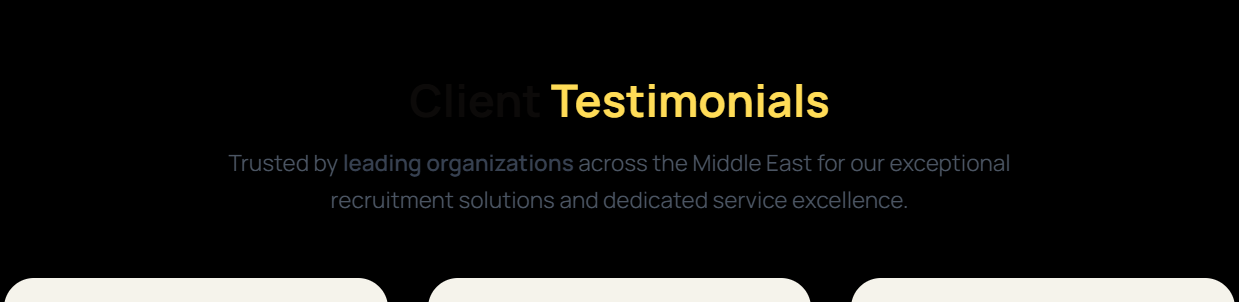 Client Testimonials
Trusted by leading organizations across the Middle East for our exceptional
recruitment solutions and dedicated service excellence.